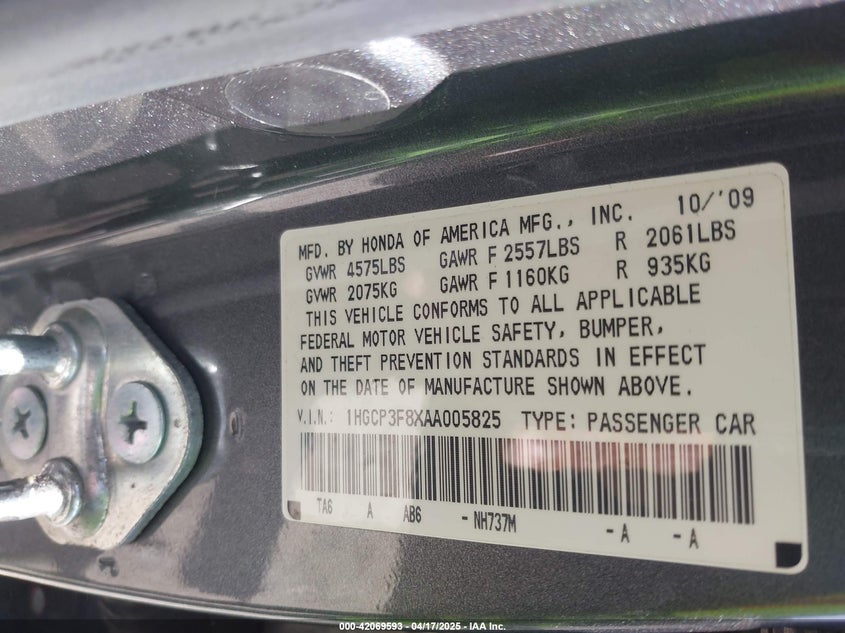 MFD. BY HONDA OF AMERICA MFG., INC. 10/'09
GVWR 4575LBS GAWR F 2557LBS R 2061LBS
GVWR 2075KG GAWR F 1160KG R 935KG
THIS VEHICLE CONFORMS TO ALL APPLICABLE
FEDERAL MOTOR VEHICLE SAFETY, BUMPER,
AND THEFT PREVENTION STANDARDS IN EFFECT
ON THE DATE OF MANUFACTURE SHOWN ABOVE.
V.I.N.: 1HGCP3F8XAA005825 TYPE: PASSENGER CAR
TA6 A AB6 - NH737M - A - A
000-42069593 - 04/17/2025 - IAA Inc.